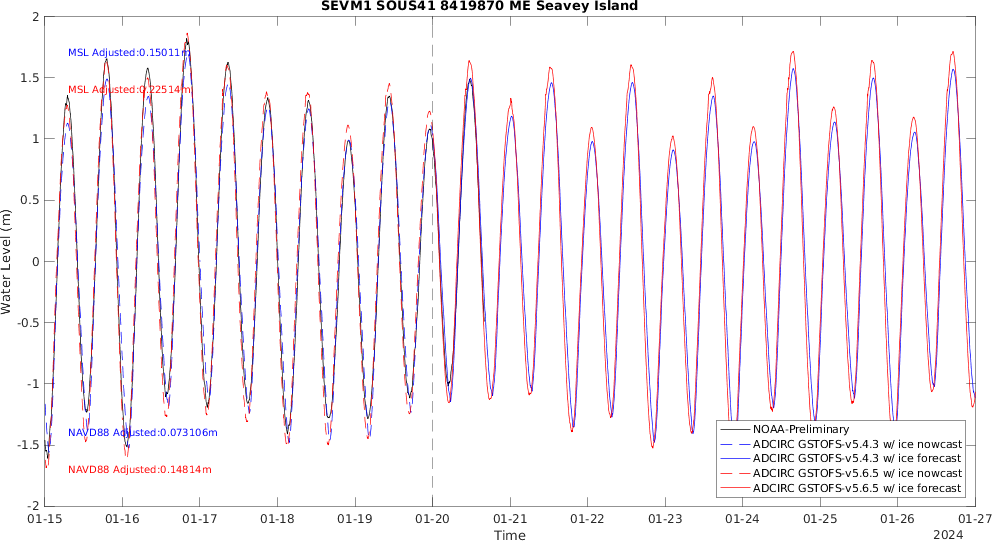 SEVM1 SOUS41 8419870 ME Seavey Island
2
1.5
1
0.5
0
-0.5
-1
-1.5
-2
Water Level (m)
MSL Adjusted:0.15011m
MSL Adjusted:0.22514m
NAVD88 Adjusted:0.073106m
NAVD88 Adjusted:0.14814m
NOAA-Preliminary
ADCIRC GSTOFS-v5.4.3 w/ ice nowcast
ADCIRC GSTOFS-v5.4.3 w/ ice forecast
ADCIRC GSTOFS-v5.6.5 w/ ice nowcast
ADCIRC GSTOFS-v5.6.5 w/ ice forecast
01-15 01-16 01-17 01-18 01-19 01-20 01-21 01-22 01-23 01-24 01-25 01-26 01-27
Time
2024